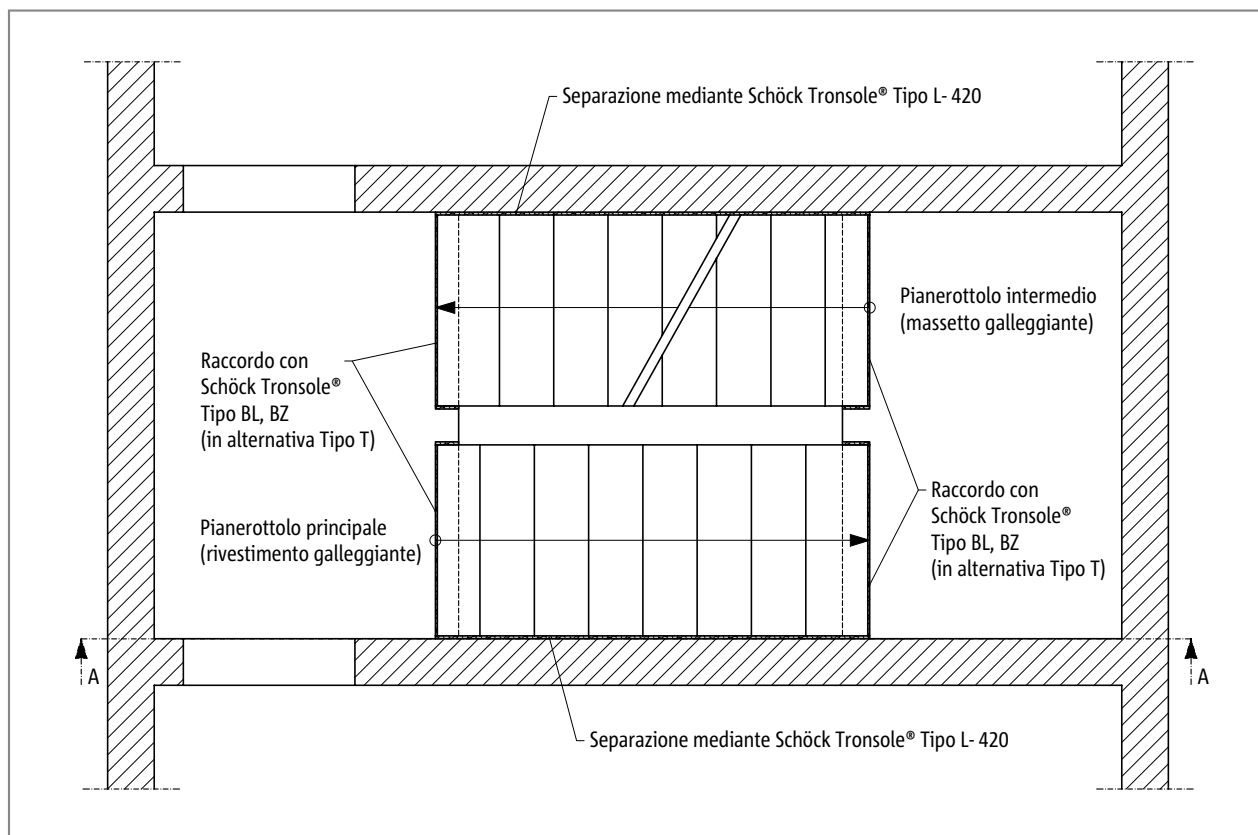 Separazione mediante Schöck Tronsole® Tipo L- 420
Pianerottolo intermedio
(massetto galleggiante)
Raccordo con
Schöck Tronsole®
Tipo BL, BZ
(in alternativa Tipo T)
Pianerottolo principale
(rivestimento galleggiante)
Raccordo con
Schöck Tronsole®
Tipo BL, BZ
(in alternativa Tipo T)
A
A
Separazione mediante Schöck Tronsole® Tipo L- 420